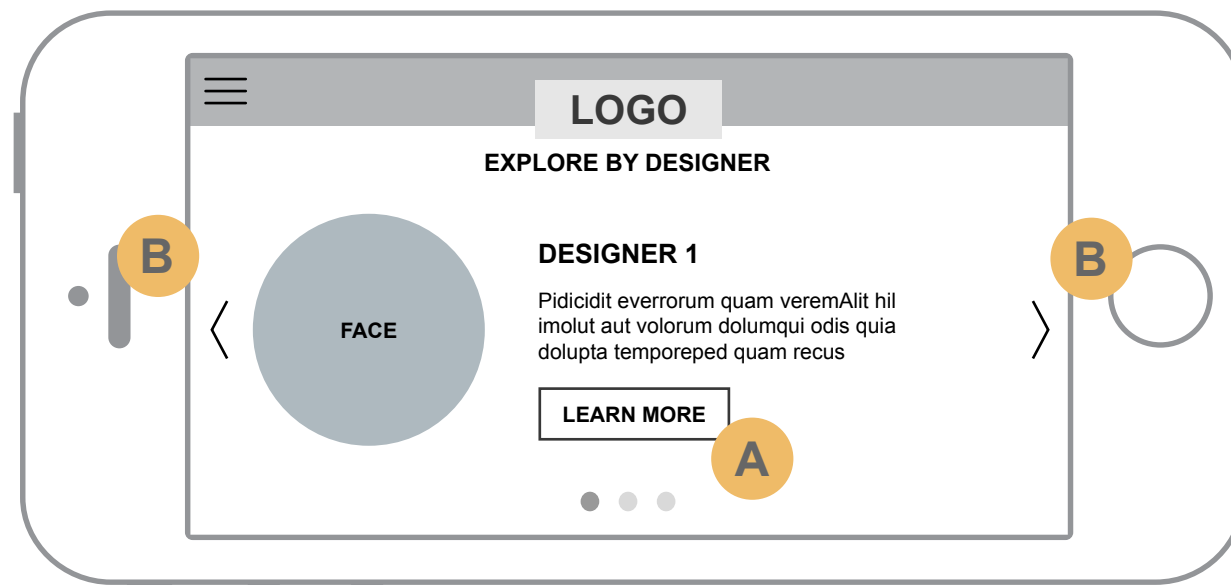 LOGO
EXPLORE BY DESIGNER
B
B
DESIGNER 1
Pidicidit everrorum quam veremAlit hil
imolut aut volorum dolumqui odis quia
dolupta temporeped quam recus
FACE
LEARN MORE
A